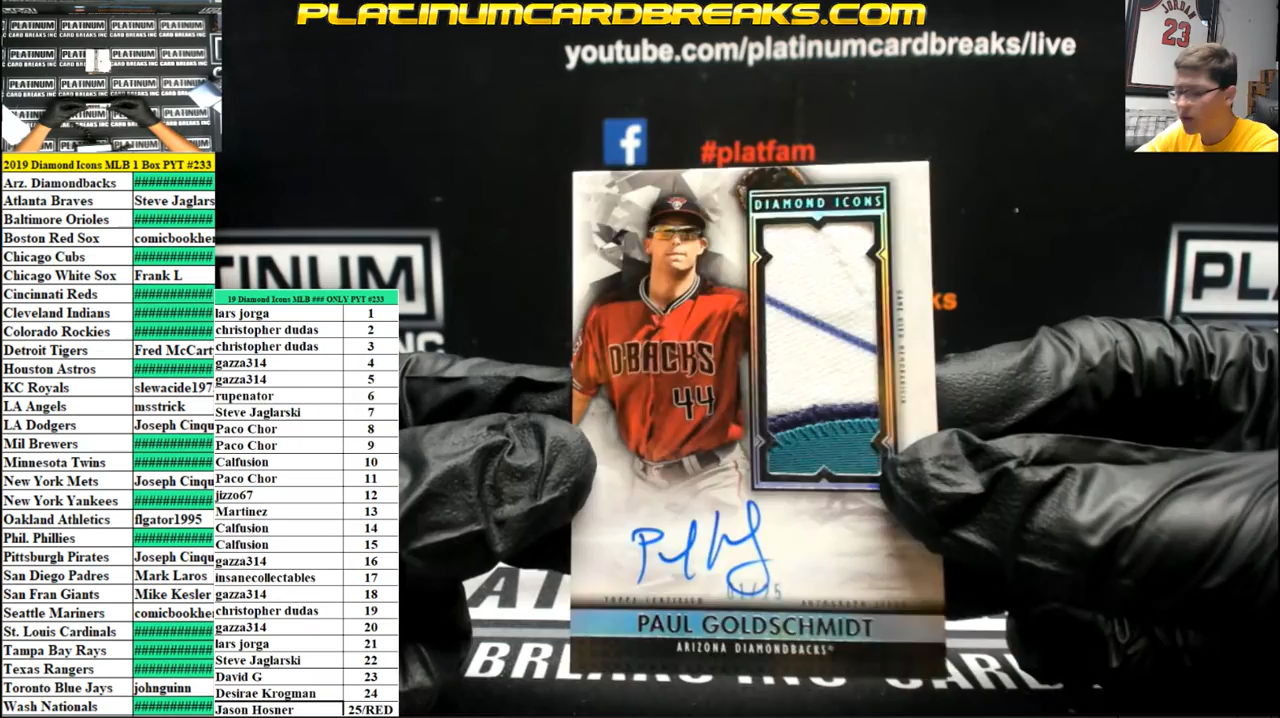 PLATINUMCARDBREAKS.COM
youtube.com/platinumcardbreaks/live
#platfam
JORDAN
23
2019 Diamond Icons MLB 1 Box PYT #233
Arz. Diamondbacks ###########
Atlanta Braves Steve Jaglars
Baltimore Orioles ###########
Boston Red Sox comicbookher
Chicago Cubs ###########
Chicago White Sox Frank L
Cincinnati Reds ###########
Cleveland Indians ###########
Colorado Rockies ###########
Detroit Tigers Fred McCart
Houston Astros ###########
KC Royals slewacide197
LA Angels msstrick
LA Dodgers Joseph Cinqu
Mil Brewers ###########
Minnesota Twins ###########
New York Mets Joseph Cinqu
New York Yankees ###########
Oakland Athletics flgator1995
Phil. Phillies ###########
Pittsburgh Pirates Joseph Cinqu
San Diego Padres Mark Laros
San Fran Giants Mike Kesler
Seattle Mariners comicbookher
St. Louis Cardinals ###########
Tampa Bay Rays ###########
Texas Rangers ###########
Toronto Blue Jays johnguinn
Wash Nationals ###########
19 Diamond Icons MLB ### ONLY PYT #233
lars jorga 1
christopher dudas 2
christopher dudas 3
gazza314 4
gazza314 5
rupenator 6
Steve Jaglarski 7
Paco Chor 8
Paco Chor 9
Calfusion 10
Paco Chor 11
jizzo67 12
Martinez 13
Calfusion 14
Calfusion 15
gazza314 16
insanecollectables 17
gazza314 18
christopher dudas 19
gazza314 20
lars jorga 21
Steve Jaglarski 22
David G 23
Desirae Krogman 24
Jason Hosner 25/RED
DIAMOND ICONS
D·BACKS
44
PAUL GOLDSCHMIDT
ARIZONA DIAMONDBACKS